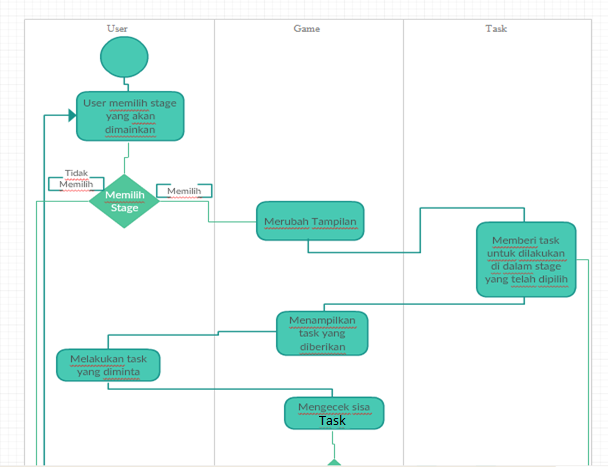 User
Game
Task
User memilih stage
yang akan
dimainkan
Tidak
Memilih
Memilih
Stage
Memilih
Merubah Tampilan
Memberi task
untuk dilakukan
di dalam stage
yang telah dipilih
Menampilkan
task yang
diberikan
Melakukan task
yang diminta
Mengecek sisa
Task